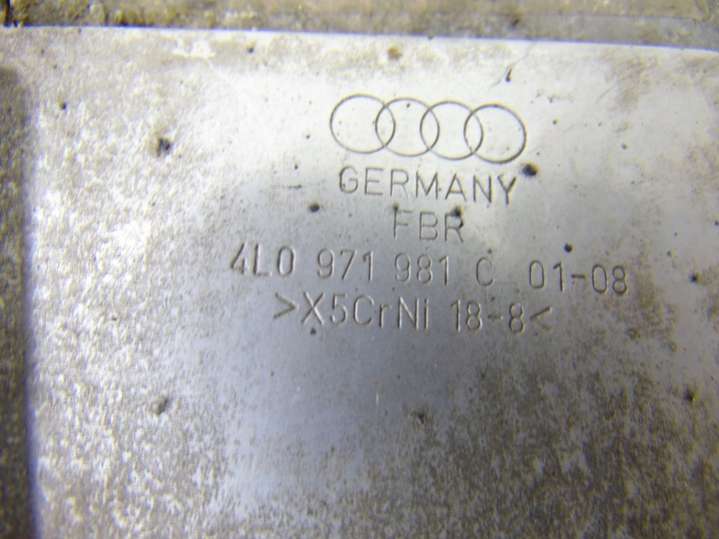 GERMANY
FBR
4L0 971 981 C 01-08
>X5CrNi 18-8<